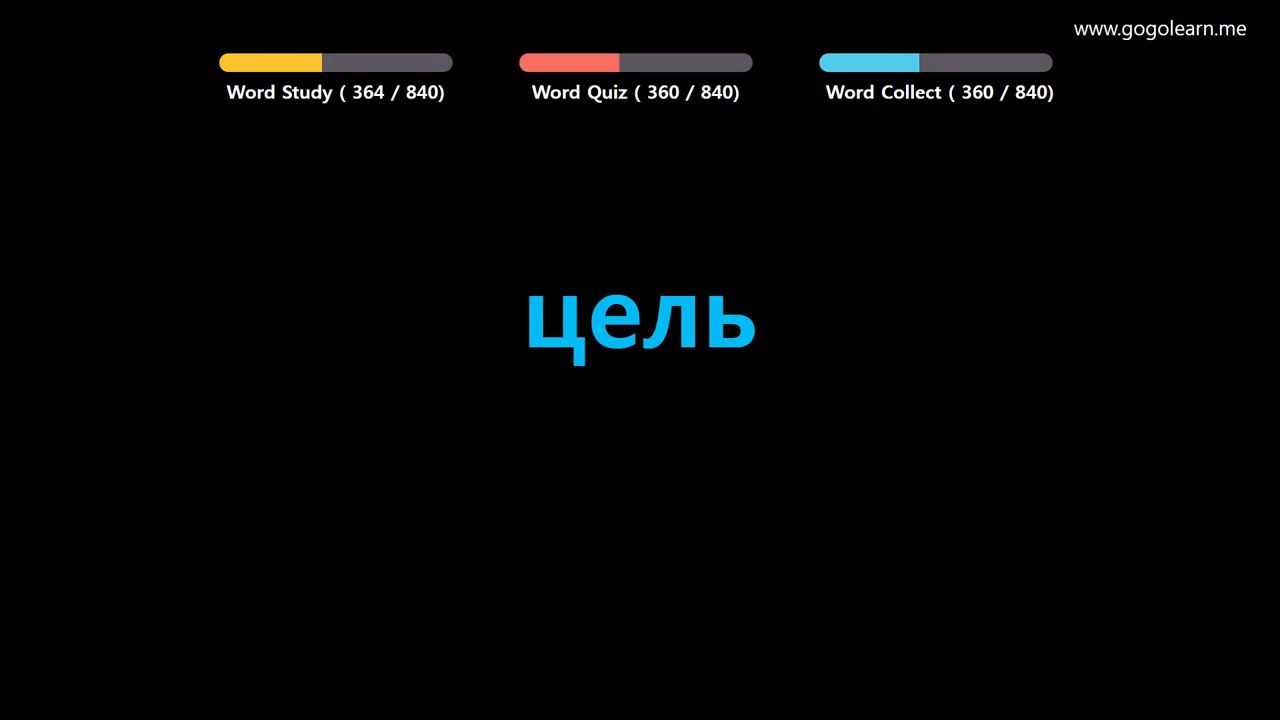 www.gogolearn.me
Word Study ( 364 / 840)
Word Quiz ( 360 / 840)
Word Collect ( 360 / 840)
цель